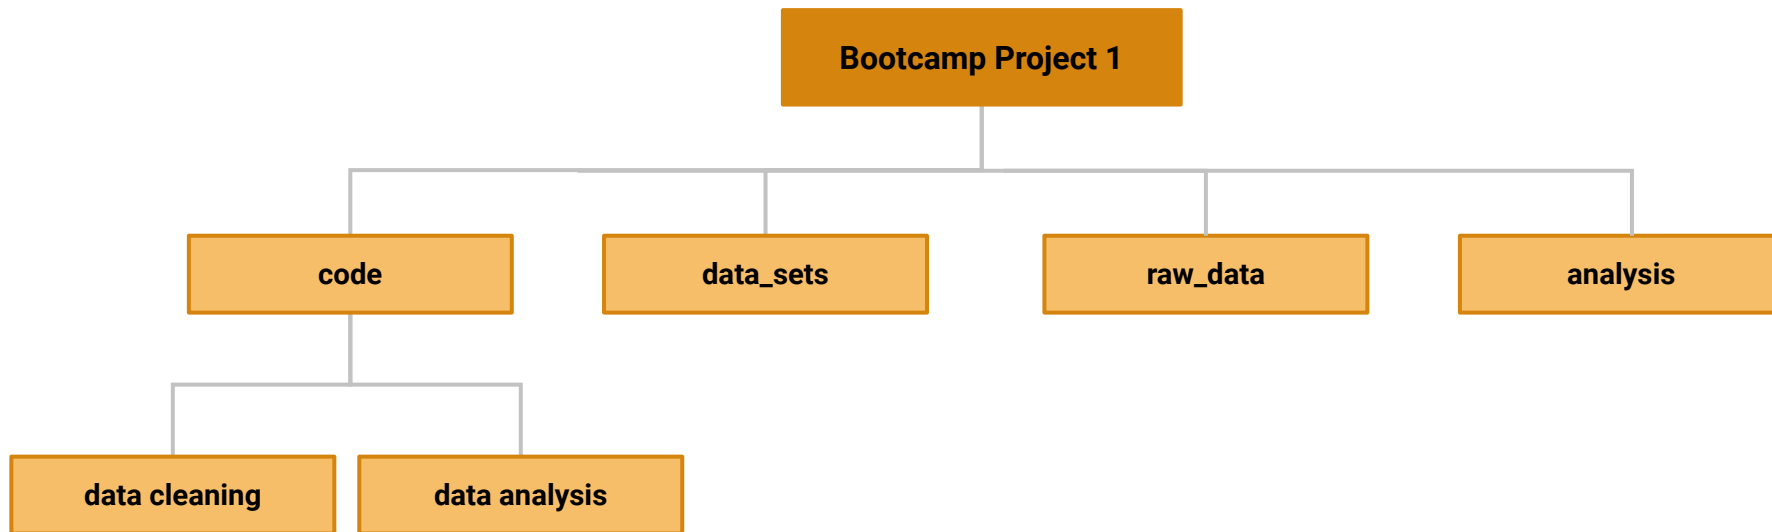 Bootcamp Project 1
code
data_sets
raw_data
analysis
data cleaning
data analysis